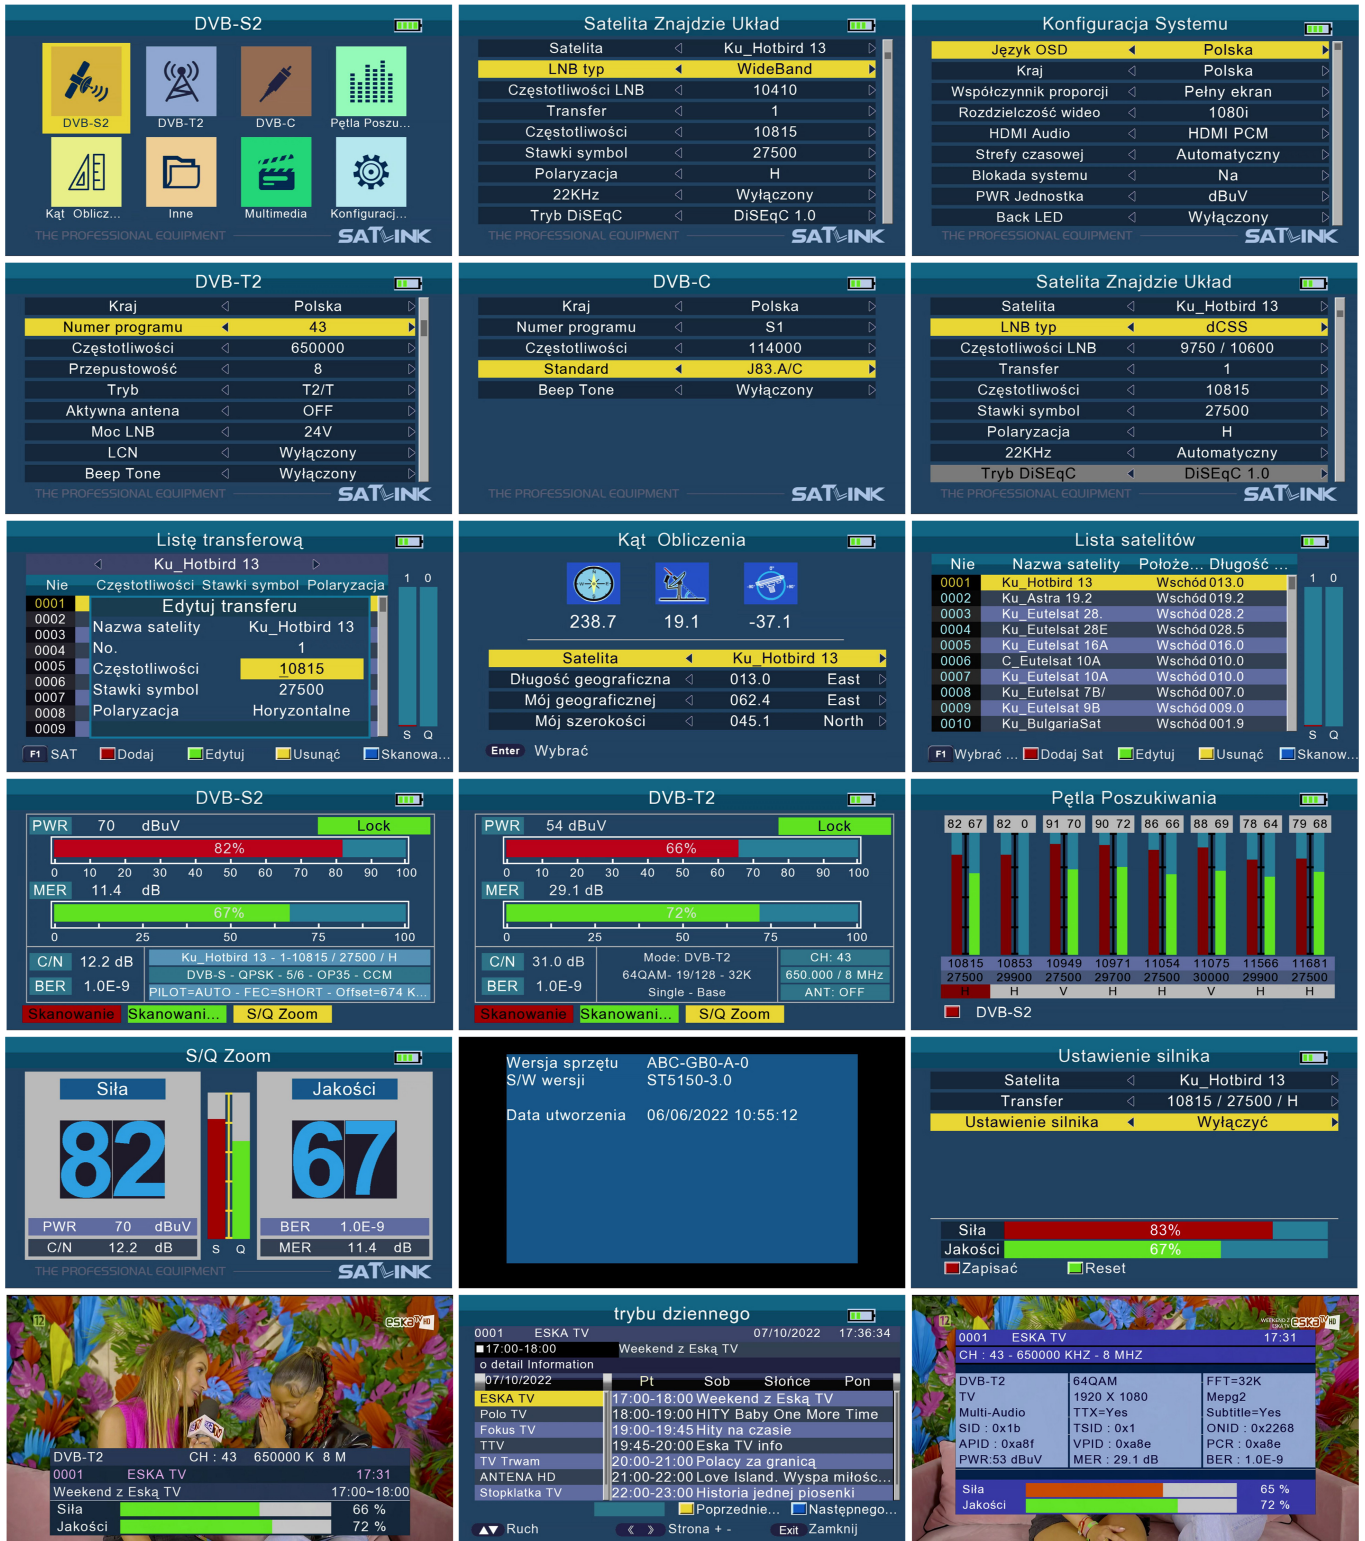 DVB-S2
DVB-S2
DVB-T2
DVB-C
Pętla Poszu...
Kąt Oblicz...
Inne
Multimedia
Konfiguracj...
THE PROFESSIONAL EQUIPMENT
SATLINK
Satelita Znajdzie Układ
Satelita Ku_Hotbird 13
LNB typ WideBand
Częstotliwości LNB 10410
Transfer 1
Częstotliwości 10815
Stawki symbol 27500
Polaryzacja H
22KHz Wyłączony
Tryb DiSEqC DiSEqC 1.0
THE PROFESSIONAL EQUIPMENT
SATLINK
Konfiguracja Systemu
Język OSD Polska
Kraj Polska
Współczynnik proporcji Pełny ekran
Rozdzielczość wideo 1080i
HDMI Audio HDMI PCM
Strefy czasowej Automatyczny
Blokada systemu Na
PWR Jednostka dBuV
Back LED Wyłączony
THE PROFESSIONAL EQUIPMENT
SATLINK
DVB-T2
Kraj Polska
Numer programu 43
Częstotliwości 650000
Przepustowość 8
Tryb T2/T
Aktywna antena OFF
Moc LNB 24V
LCN Wyłączony
Beep Tone Wyłączony
THE PROFESSIONAL EQUIPMENT
SATLINK
DVB-C
Kraj Polska
Numer programu S1
Częstotliwości 114000
Standard J83.A/C
Beep Tone Wyłączony
THE PROFESSIONAL EQUIPMENT
SATLINK
Satelita Znajdzie Układ
Satelita Ku_Hotbird 13
LNB typ dCSS
Częstotliwości LNB 9750 / 10600
Transfer 1
Częstotliwości 10815
Stawki symbol 27500
Polaryzacja H
22KHz Automatyczny
Tryb DiSEqC DiSEqC 1.0
THE PROFESSIONAL EQUIPMENT
SATLINK
Listę transferową
Ku_Hotbird 13
Nie Częstotliwości Stawki symbol Polaryzacja
1 0
0001
0002
0003
0004
0005
0006
0007
0008
0009
Edytuj transferu
Nazwa satelity Ku_Hotbird 13
No. 1
Częstotliwości 10815
Stawki symbol 27500
Polaryzacja Horyzontalne
S Q
F1 SAT Dodaj Edytuj Usunąć Skanowa...
Kąt Obliczenia
238.7 19.1 -37.1
Satelita Ku_Hotbird 13
Długość geograficzna 013.0 East
Mój geograficznej 062.4 East
Mój szerokości 045.1 North
Enter Wybrać
Lista satelitów
Nie Nazwa satelity Położe... Długość ...
1 0
0001 Ku_Hotbird 13 Wschód 013.0
0002 Ku_Astra 19.2 Wschód 019.2
0003 Ku_Eutelsat 28. Wschód 028.2
0004 Ku_Eutelsat 28E Wschód 028.5
0005 Ku_Eutelsat 16A Wschód 016.0
0006 C_Eutelsat 10A Wschód 010.0
0007 Ku_Eutelsat 10A Wschód 010.0
0008 Ku_Eutelsat 7B/ Wschód 007.0
0009 Ku_Eutelsat 9B Wschód 009.0
0010 Ku_BulgariaSat Wschód 001.9
S Q
F1 Wybrać ... Dodaj Sat Edytuj Usunąć Skanow...
DVB-S2
PWR 70 dBuV Lock
82%
0 10 20 30 40 50 60 70 80 90 100
MER 11.4 dB
67%
0 25 50 75 100
C/N 12.2 dB
BER 1.0E-9
Ku_Hotbird 13 - 1-10815 / 27500 / H
DVB-S - QPSK - 5/6 - OP35 - CCM
PILOT=AUTO - FEC=SHORT - Offset=674 K...
Skanowanie Skanowani... S/Q Zoom
DVB-T2
PWR 54 dBuV Lock
66%
0 10 20 30 40 50 60 70 80 90 100
MER 29.1 dB
72%
0 25 50 75 100
C/N 31.0 dB
BER 1.0E-9
Mode: DVB-T2
64QAM- 19/128 - 32K
Single - Base
CH: 43
650.000 / 8 MHz
ANT: OFF
Skanowanie Skanowani... S/Q Zoom
Pętla Poszukiwania
82 67 82 0 91 70 90 72 86 66 88 69 78 64 79 68
10815 10853 10949 10971 11054 11075 11566 11681
27500 29900 27500 29700 27500 30000 29900 27500
H H V H H V H H
DVB-S2
S/Q Zoom
Siła
82
PWR 70 dBuV
C/N 12.2 dB
S Q
Jakości
67
BER 1.0E-9
MER 11.4 dB
THE PROFESSIONAL EQUIPMENT
SATLINK
Wersja sprzętu ABC-GB0-A-0
S/W wersji ST5150-3.0
Data utworzenia 06/06/2022 10:55:12
Ustawienie silnika
Satelita Ku_Hotbird 13
Transfer 10815 / 27500 / H
Ustawienie silnika Wyłączyć
Siła 83%
Jakości 67%
Zapisać Reset
12
ESKA TV HD
DVB-T2 CH : 43 650000 K 8 M
0001 ESKA TV 17:31
Weekend z Eską TV 17:00~18:00
Siła 66 %
Jakości 72 %
trybu dziennego
0001 ESKA TV 07/10/2022 17:36:34
17:00-18:00 Weekend z Eską TV
o detail Information
07/10/2022 Pt Sob Słońce Pon
ESKA TV 17:00-18:00 Weekend z Eską TV
Polo TV 18:00-19:00 HITY Baby One More Time
Fokus TV 19:00-19:45 Hity na czasie
TTV 19:45-20:00 Eska TV info
TV Trwam 20:00-21:00 Polacy za granicą
ANTENA HD 21:00-22:00 Love Island. Wyspa miłośc...
Stopklatka TV 22:00-23:00 Historia jednej piosenki
Poprzednie... Następnego...
Ruch Strona + - Exit Zamknij
12
WEEKEND Z
ESKĄ TV
ESKA TV HD
0001 ESKA TV 17:31
CH : 43 - 650000 KHZ - 8 MHZ
DVB-T2 64QAM FFT=32K
TV 1920 X 1080 Mepg2
Multi-Audio TTX=Yes Subtitle=Yes
SID : 0x1b TSID : 0x1 ONID : 0x2268
APID : 0xa8f VPID : 0xa8e PCR : 0xa8e
PWR:53 dBuV MER : 29.1 dB BER : 1.0E-9
Siła 65 %
Jakości 72 %